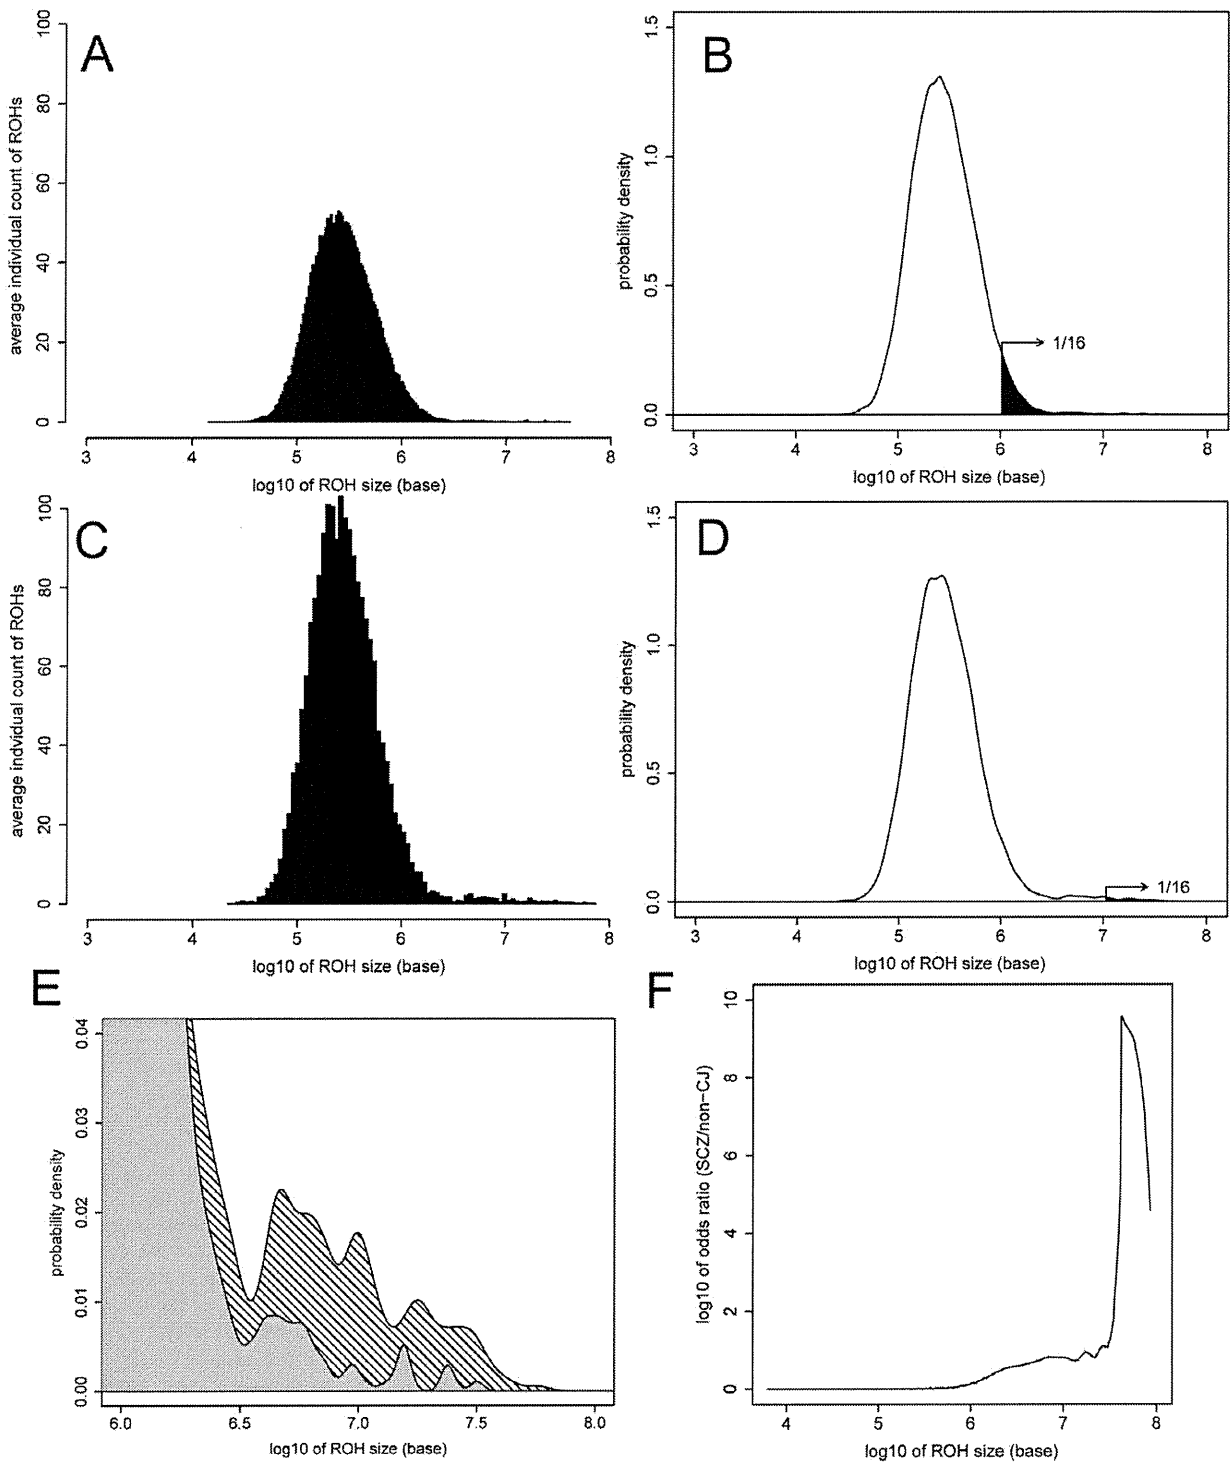 A
average individual count of ROHs
0 20 40 60 80 100
3 4 5 6 7 8
log10 of ROH size (base)
B
probability density
0.0 0.5 1.0 1.5
1/16
3 4 5 6 7 8
log10 of ROH size (base)
C
average indvidual count of ROHs
0 20 40 60 80 100
3 4 5 6 7 8
log10 of ROH size (base)
D
probability density
0.0 0.5 1.0 1.5
1/16
3 4 5 6 7 8
log10 of ROH size (base)
E
probability density
0.00 0.01 0.02 0.03 0.04
6.0 6.5 7.0 7.5 8.0
log10 of ROH size (base)
F
log10 of odds ratio (SCZ/non−CJ)
0 2 4 6 8 10
4 5 6 7 8
log10 of ROH size (base)